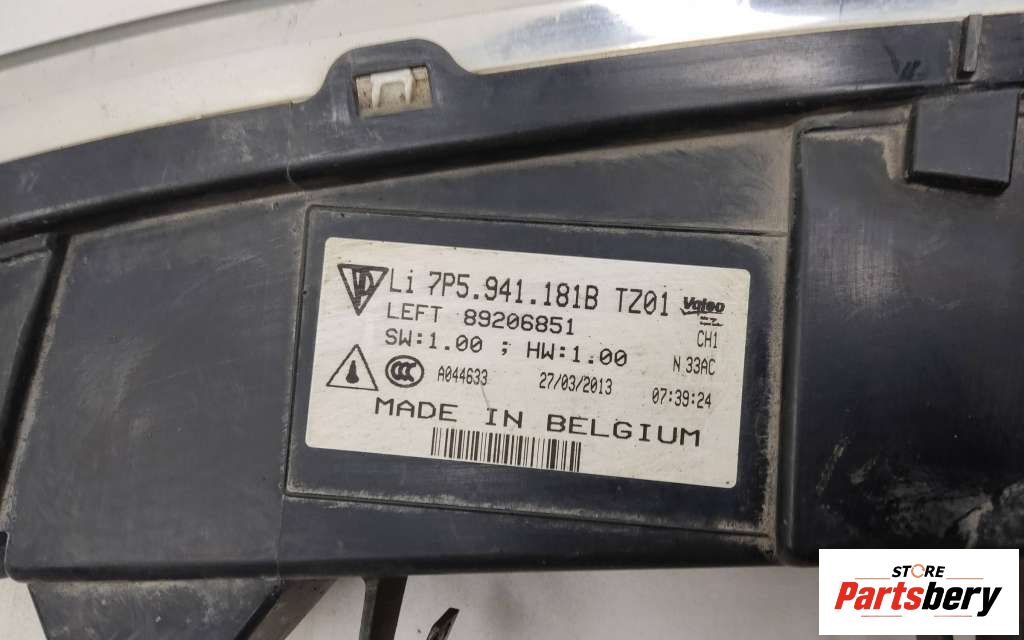 Li 7P5.941.181B TZ01 Valeo
LEFT 89206851
CH1
SW:1.00 ; HW:1.00
N 33AC
CCC A044633 27/03/2013 07:39:24
MADE IN BELGIUM
STORE
Partsbery